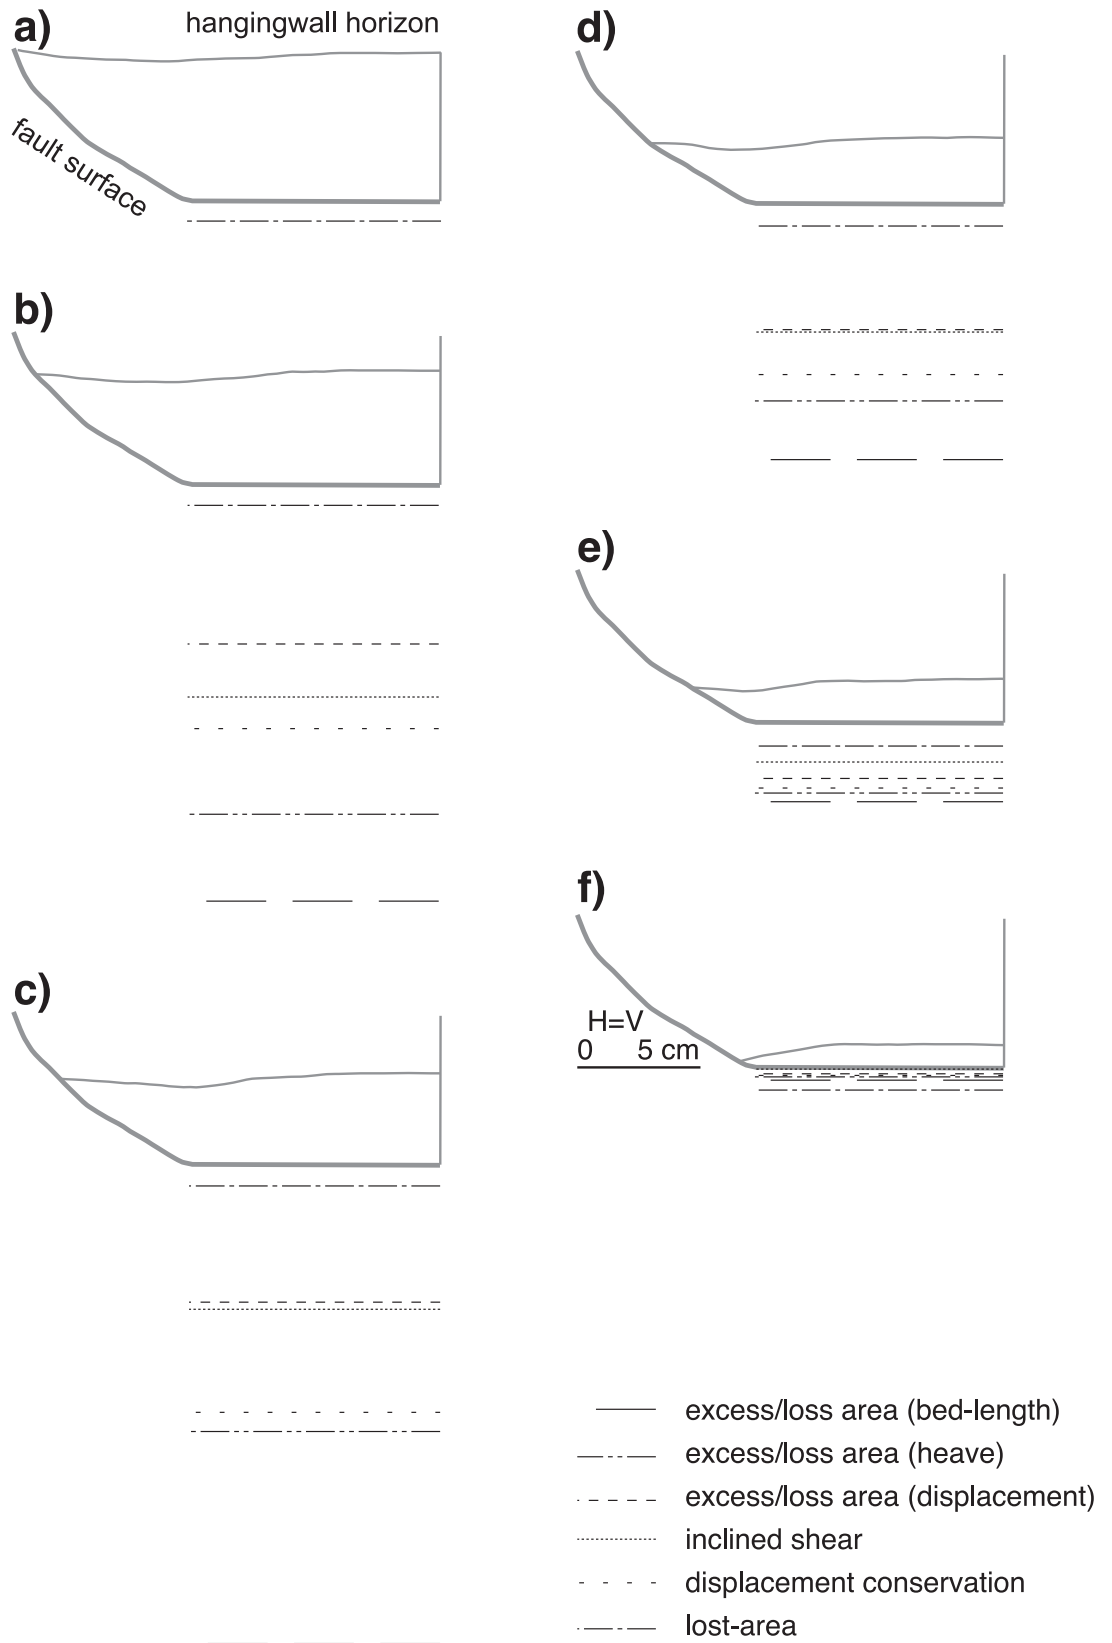 a)
hangingwall horizon
fault surface
b)
c)
d)
e)
f)
H=V
0 5 cm
excess/loss area (bed-length)
excess/loss area (heave)
excess/loss area (displacement)
inclined shear
displacement conservation
lost-area